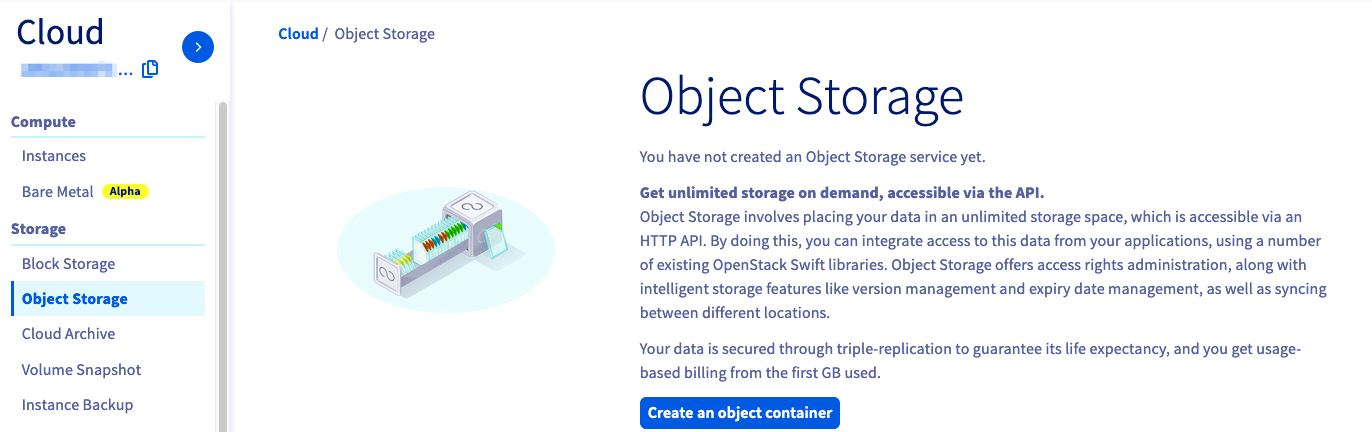 Cloud
...
Compute
Instances
Bare Metal Alpha
Storage
Block Storage
Object Storage
Cloud Archive
Volume Snapshot
Instance Backup
Cloud / Object Storage
Object Storage
You have not created an Object Storage service yet.
Get unlimited storage on demand, accessible via the API.
Object Storage involves placing your data in an unlimited storage space, which is accessible via an
HTTP API. By doing this, you can integrate access to this data from your applications, using a number
of existing OpenStack Swift libraries. Object Storage offers access rights administration, along with
intelligent storage features like version management and expiry date management, as well as syncing
between different locations.
Your data is secured through triple-replication to guarantee its life expectancy, and you get usage-
based billing from the first GB used.
Create an object container